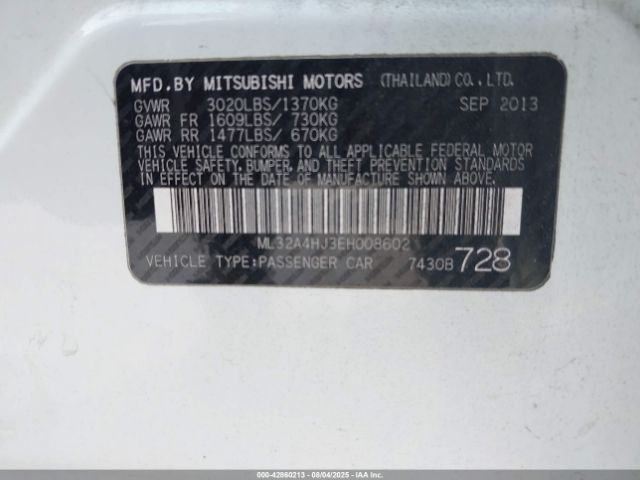 MFD.BY MITSUBISHI MOTORS (THAILAND)CO.,LTD.
GVWR 3020LBS/1370KG SEP 2013
GAWR FR 1609LBS/ 730KG
GAWR RR 1477LBS/ 670KG
THIS VEHICLE CONFORMS TO ALL APPLICABLE FEDERAL MOTOR
VEHICLE SAFETY,BUMPER,AND THEFT PREVENTION STANDARDS
IN EFFECT ON THE DATE OF MANUFACTURE SHOWN ABOVE.
ML32A4HJ3EH008602
VEHICLE TYPE:PASSENGER CAR 7430B 728
000-42860213 - 08/04/2025 - IAAI.COM